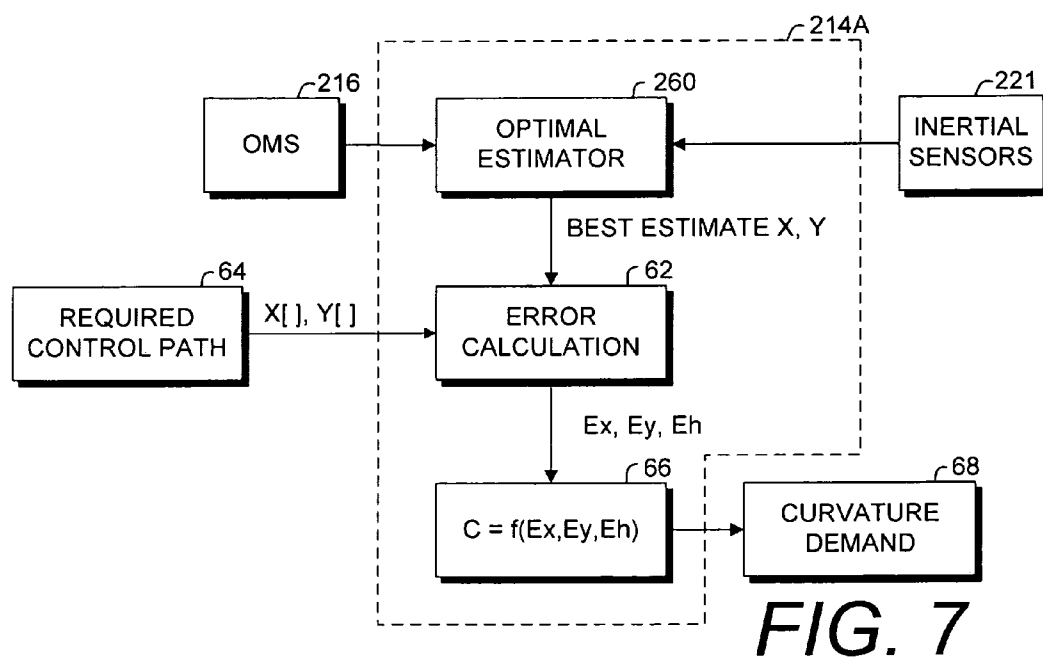 214A
216
OMS
260
OPTIMAL
ESTIMATOR
221
INERTIAL
SENSORS
BEST ESTIMATE X, Y
64
REQUIRED
CONTROL PATH
X[ ], Y[ ]
62
ERROR
CALCULATION
Ex, Ey, Eh
66
C = f(Ex,Ey,Eh)
68
CURVATURE
DEMAND
FIG. 7